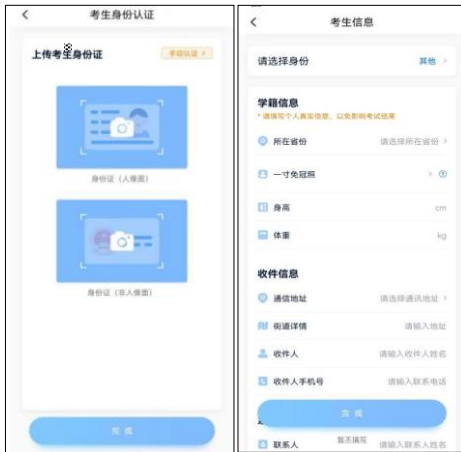 考生身份认证
上传考生身份证
手动认证 >
身份证（人像面）
身份证（非人像面）
完成
考生信息
请选择身份
其他 >
学籍信息
* 请填写个人真实信息，以免影响考试结果
所在省份
请选择所在省份 >
一寸免冠照
身高
cm
体重
kg
收件信息
通信地址
请选择通讯地址 >
街道详情
请输入地址
收件人
请输入收件人姓名
收件人手机号
请输入联系电话
完成
联系人
暂不填写
请输入联系人姓名